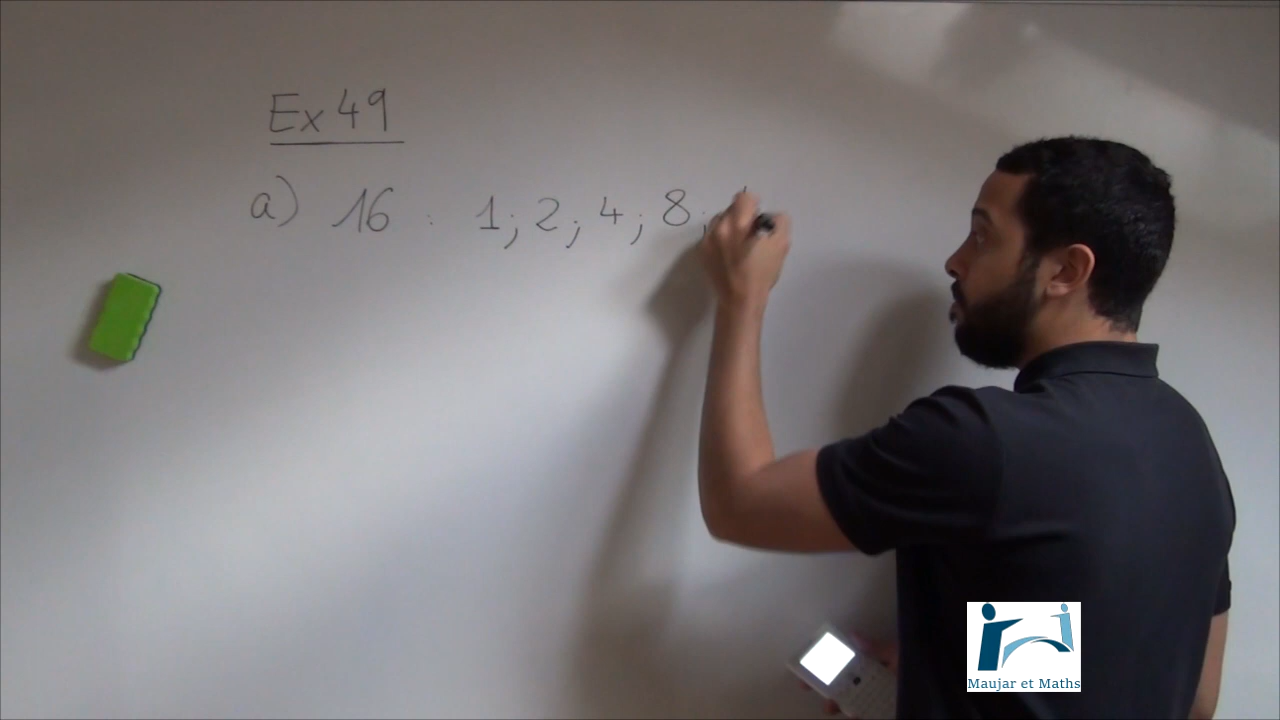 Ex 49
a) 16 : 1 ; 2 ; 4 ; 8 ;
Maujar et Maths